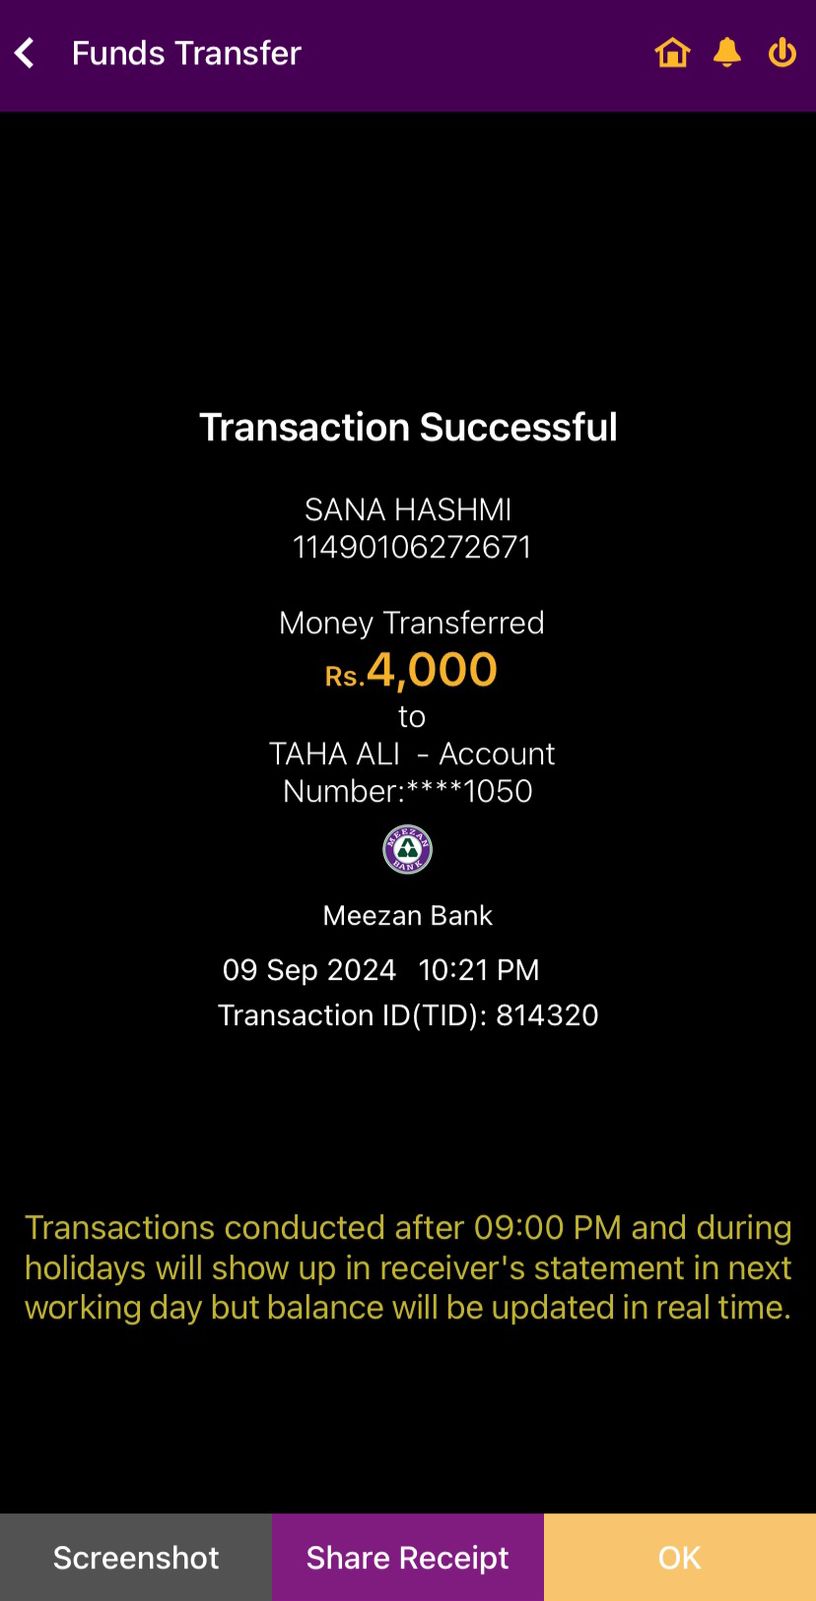 Funds Transfer
Transaction Successful
SANA HASHMI
11490106272671
Money Transferred
Rs.4,000
to
TAHA ALI - Account
Number:****1050
MEEZAN
BANK
Meezan Bank
09 Sep 2024 10:21 PM
Transaction ID(TID): 814320
Transactions conducted after 09:00 PM and during
holidays will show up in receiver's statement in next
working day but balance will be updated in real time.
Screenshot
Share Receipt
OK